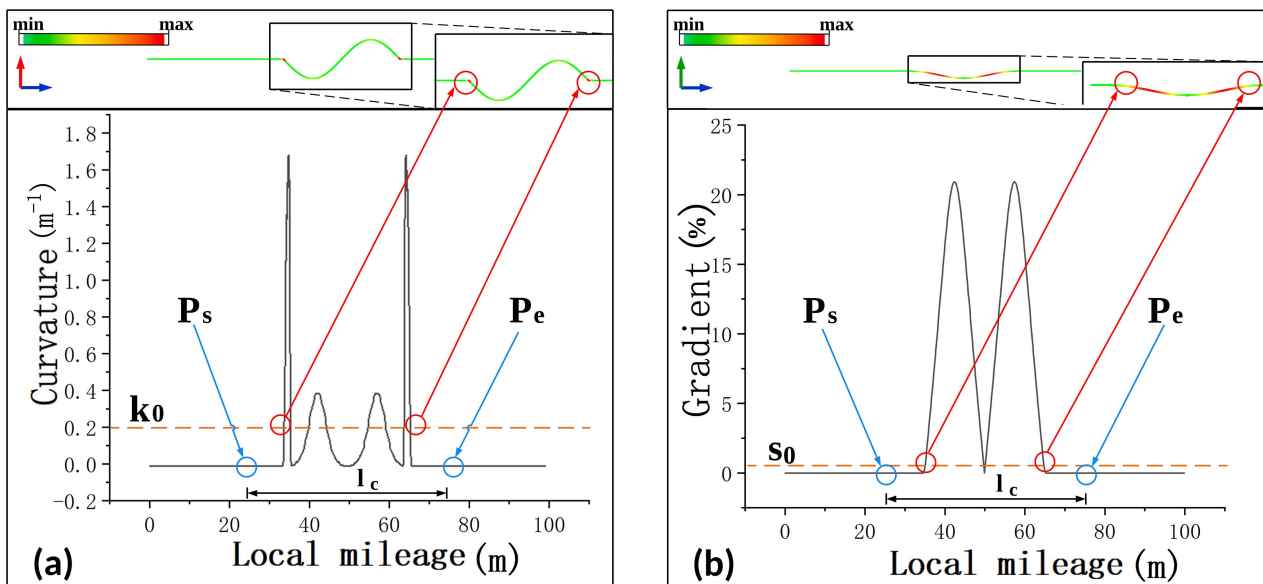 min max
1.8
1.6
1.4
1.2
1.0
0.8
0.6
0.4
0.2
0.0
-0.2
Curvature (m⁻¹)
Ps
Pe
k0
l c
0 20 40 60 80 100
Local mileage (m)
(a)
min max
25
20
15
10
5
0
Gradient (%)
Ps
Pe
s0
l c
0 20 40 60 80 100
Local mileage (m)
(b)